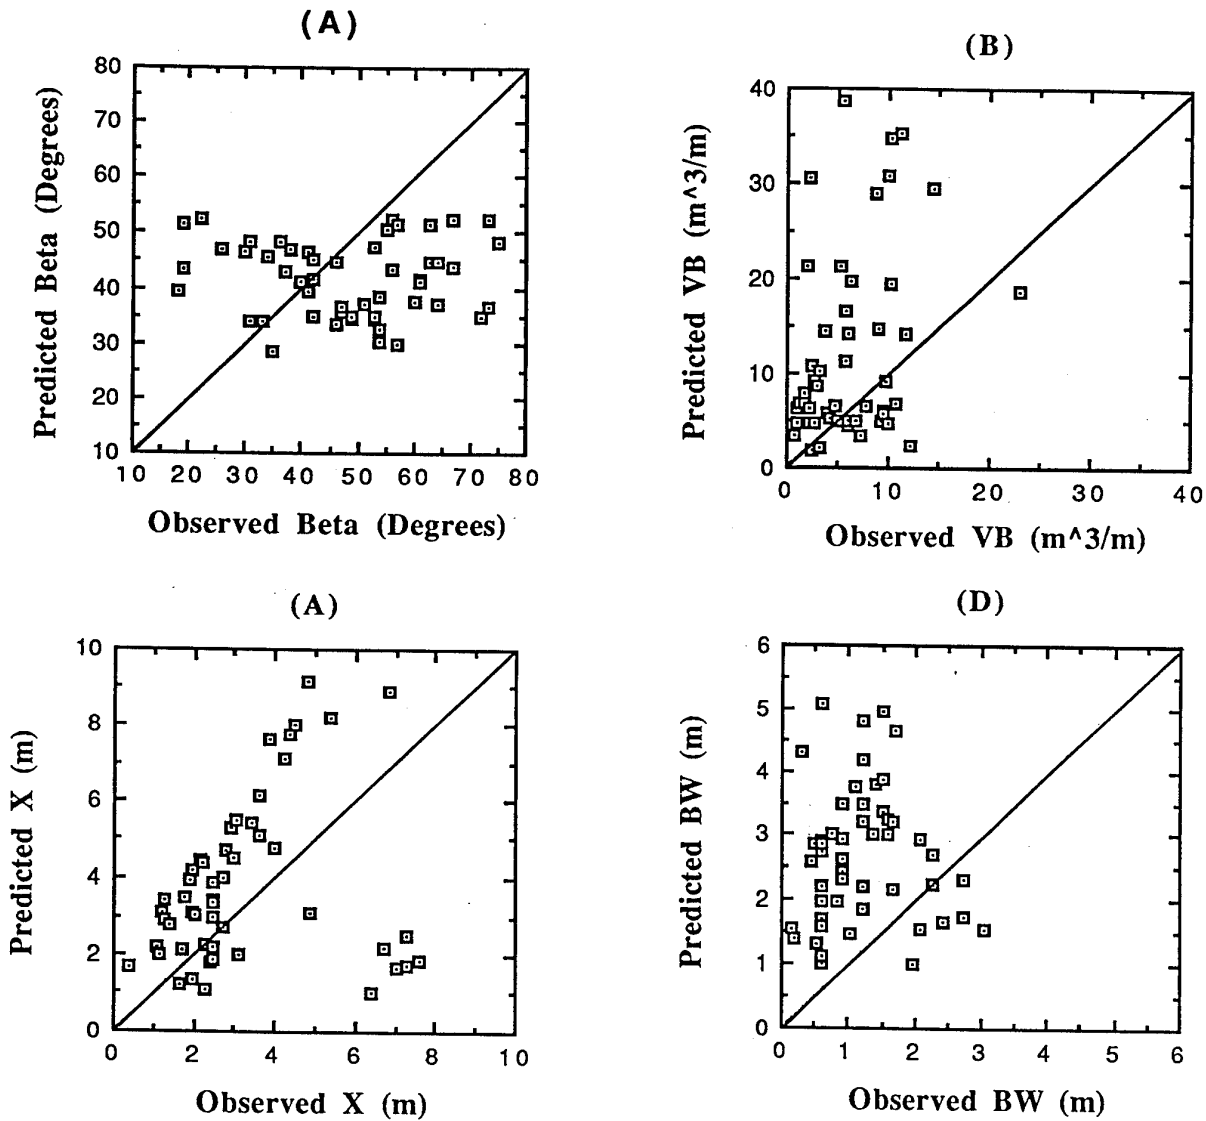 (A)
80
70
60
50
40
30
20
10
10 20 30 40 50 60 70 80
Predicted Beta (Degrees)
Observed Beta (Degrees)
(B)
40
30
20
10
0
0 10 20 30 40
Predicted VB (m^3/m)
Observed VB (m^3/m)
(A)
10
8
6
4
2
0
0 2 4 6 8 10
Predicted X (m)
Observed X (m)
(D)
6
5
4
3
2
1
0
0 1 2 3 4 5 6
Predicted BW (m)
Observed BW (m)